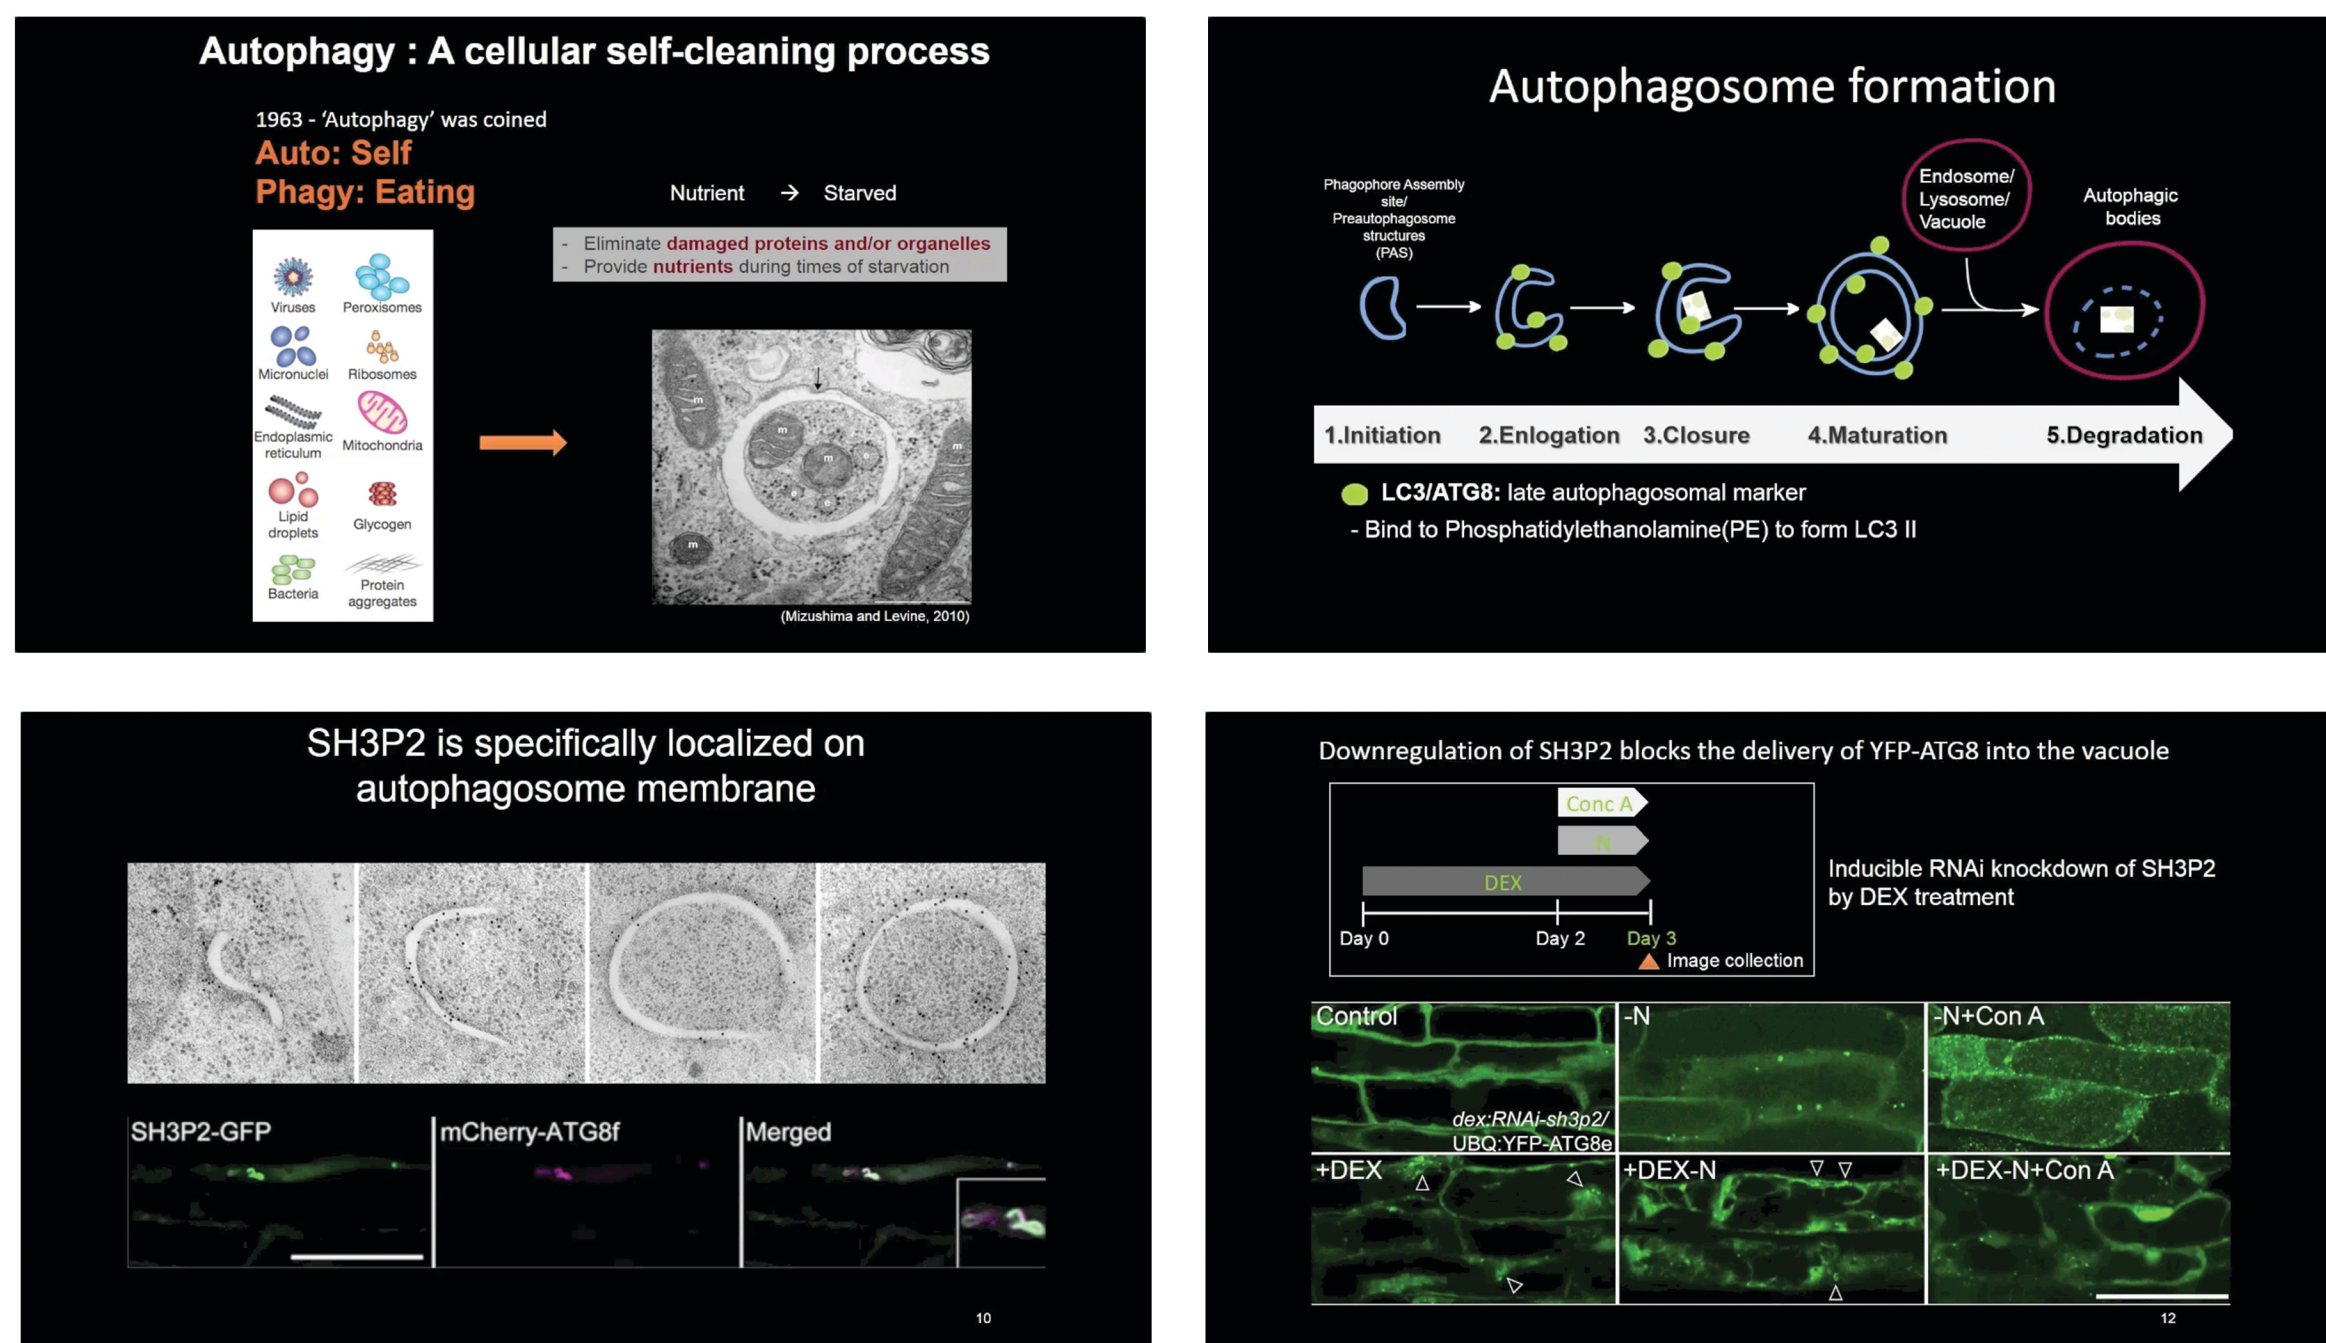 Autophagy : A cellular self-cleaning process
1963 - ‘Autophagy’ was coined
Auto: Self
Phagy: Eating
Nutrient → Starved
- Eliminate damaged proteins and/or organelles
- Provide nutrients during times of starvation
Viruses
Peroxisomes
Micronuclei
Ribosomes
Endoplasmic
reticulum
Mitochondria
Lipid
droplets
Glycogen
Bacteria
Protein
aggregates
m
m
m
m
m
e
e
e
(Mizushima and Levine, 2010)
Autophagosome formation
Phagophore Assembly
site/
Preautophagosome
structures
(PAS)
Endosome/
Lysosome/
Vacuole
Autophagic
bodies
1.Initiation
2.Enlogation
3.Closure
4.Maturation
5.Degradation
LC3/ATG8: late autophagosomal marker
- Bind to Phosphatidylethanolamine(PE) to form LC3 II
SH3P2 is specifically localized on
autophagosome membrane
SH3P2-GFP
mCherry-ATG8f
Merged
10
Downregulation of SH3P2 blocks the delivery of YFP-ATG8 into the vacuole
Conc A
-N
DEX
Day 0
Day 2
Day 3
Image collection
Inducible RNAi knockdown of SH3P2
by DEX treatment
Control
dex:RNAi-sh3p2/
UBQ:YFP-ATG8e
-N
-N+Con A
+DEX
+DEX-N
+DEX-N+Con A
12